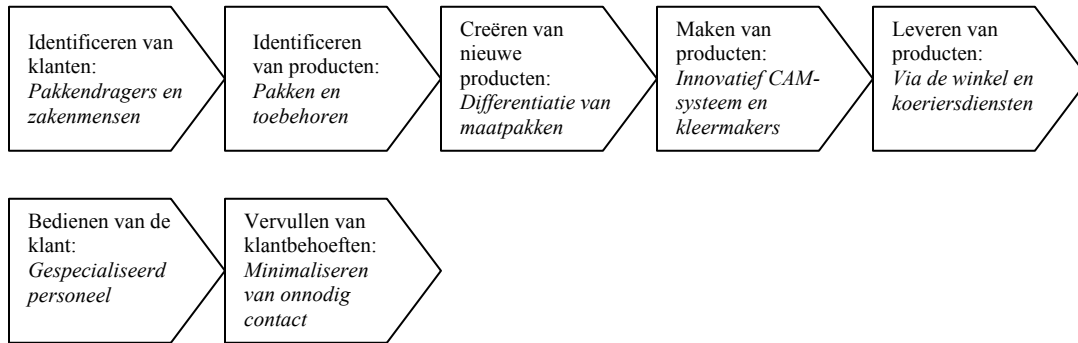 Identificeren van
klanten:
Pakkendragers en
zakenmensen
Identificeren
van producten:
Pakken en
toebehoren
Creëren van
nieuwe
producten:
Differentiatie van
maatpakken
Maken van
producten:
Innovatief CAM-
systeem en
kleermakers
Leveren van
producten:
Via de winkel en
koeriersdiensten
Bedienen van de
klant:
Gespecialiseerd
personeel
Vervullen van
klantbehoeften:
Minimaliseren
van onnodig
contact